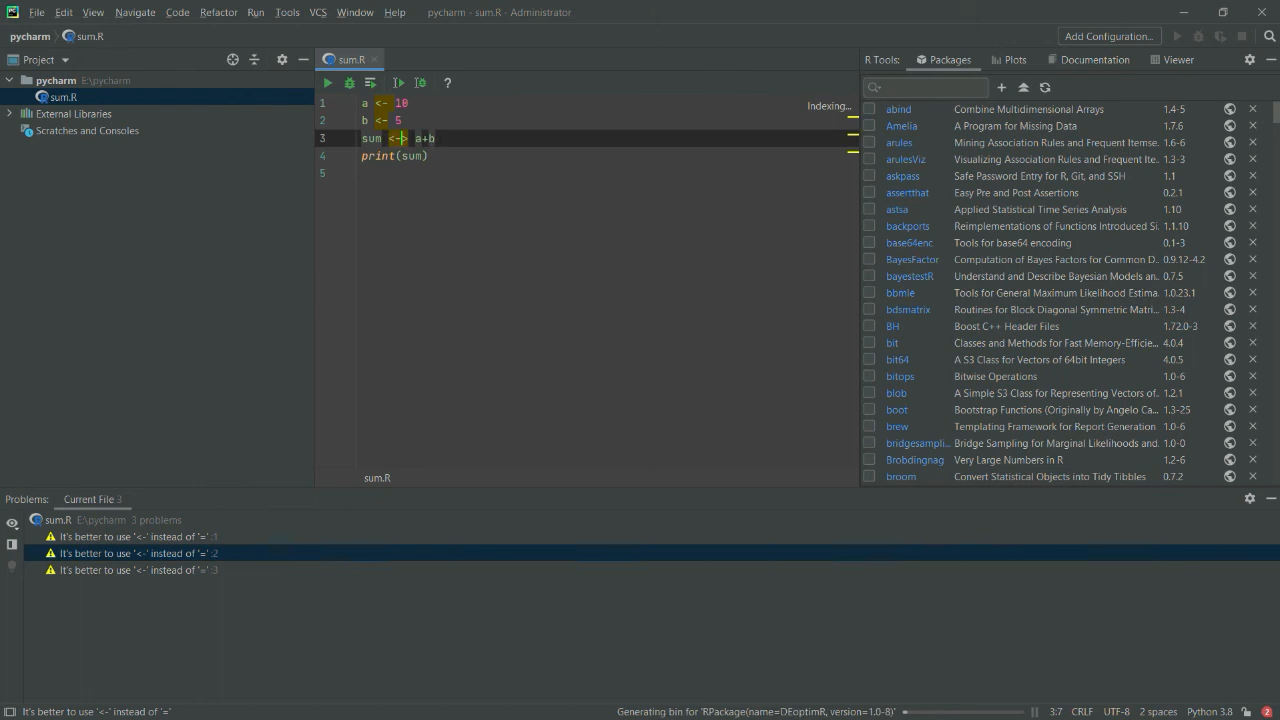 PC File Edit View Navigate Code Refactor Run Tools VCS Window Help pycharm - sum.R - Administrator
pycharm sum.R Add Configuration...
Project sum.R R Tools: Packages Plots Documentation Viewer
pycharm E:\pycharm
sum.R
External Libraries
Scratches and Consoles
1 a <- 10
2 b <- 5
3 sum <-> a+b
4 print(sum)
5
Indexing...
sum.R
abind Combine Multidimensional Arrays 1.4-5
Amelia A Program for Missing Data 1.7.6
arules Mining Association Rules and Frequent Itemse. 1.6-6
arulesViz Visualizing Association Rules and Frequent Ite... 1.3-3
askpass Safe Password Entry for R, Git, and SSH 1.1
assertthat Easy Pre and Post Assertions 0.2.1
astsa Applied Statistical Time Series Analysis 1.10
backports Reimplementations of Functions Introduced Si. 1.1.10
base64enc Tools for base64 encoding 0.1-3
BayesFactor Computation of Bayes Factors for Common D.. 0.9.12-4.2
bayestestR Understand and Describe Bayesian Models an.. 0.7.5
bbmle Tools for General Maximum Likelihood Estima. 1.0.23.1
bdsmatrix Routines for Block Diagonal Symmetric Matr... 1.3-4
BH Boost C++ Header Files 1.72.0-3
bit Classes and Methods for Fast Memory-Efficie... 4.0.4
bit64 A S3 Class for Vectors of 64bit Integers 4.0.5
bitops Bitwise Operations 1.0-6
blob A Simple S3 Class for Representing Vectors of. 1.2.1
boot Bootstrap Functions (Originally by Angelo Ca... 1.3-25
brew Templating Framework for Report Generation 1.0-6
bridgesampli... Bridge Sampling for Marginal Likelihoods and 1.0-0
Brobdingnag Very Large Numbers in R 1.2-6
broom Convert Statistical Objects into Tidy Tibbles 0.7.2
Problems: Current File 3
sum.R E:\pycharm 3 problems
It's better to use '<-' instead of '=' :1
It's better to use '<-' instead of '=' :2
It's better to use '<-' instead of '=' :3
It's better to use '<-' instead of '=' Generating bin for 'RPackage(name=DEoptimR, version=1.0-8)' 3:7 CRLF UTF-8 2 spaces Python 3.8 2